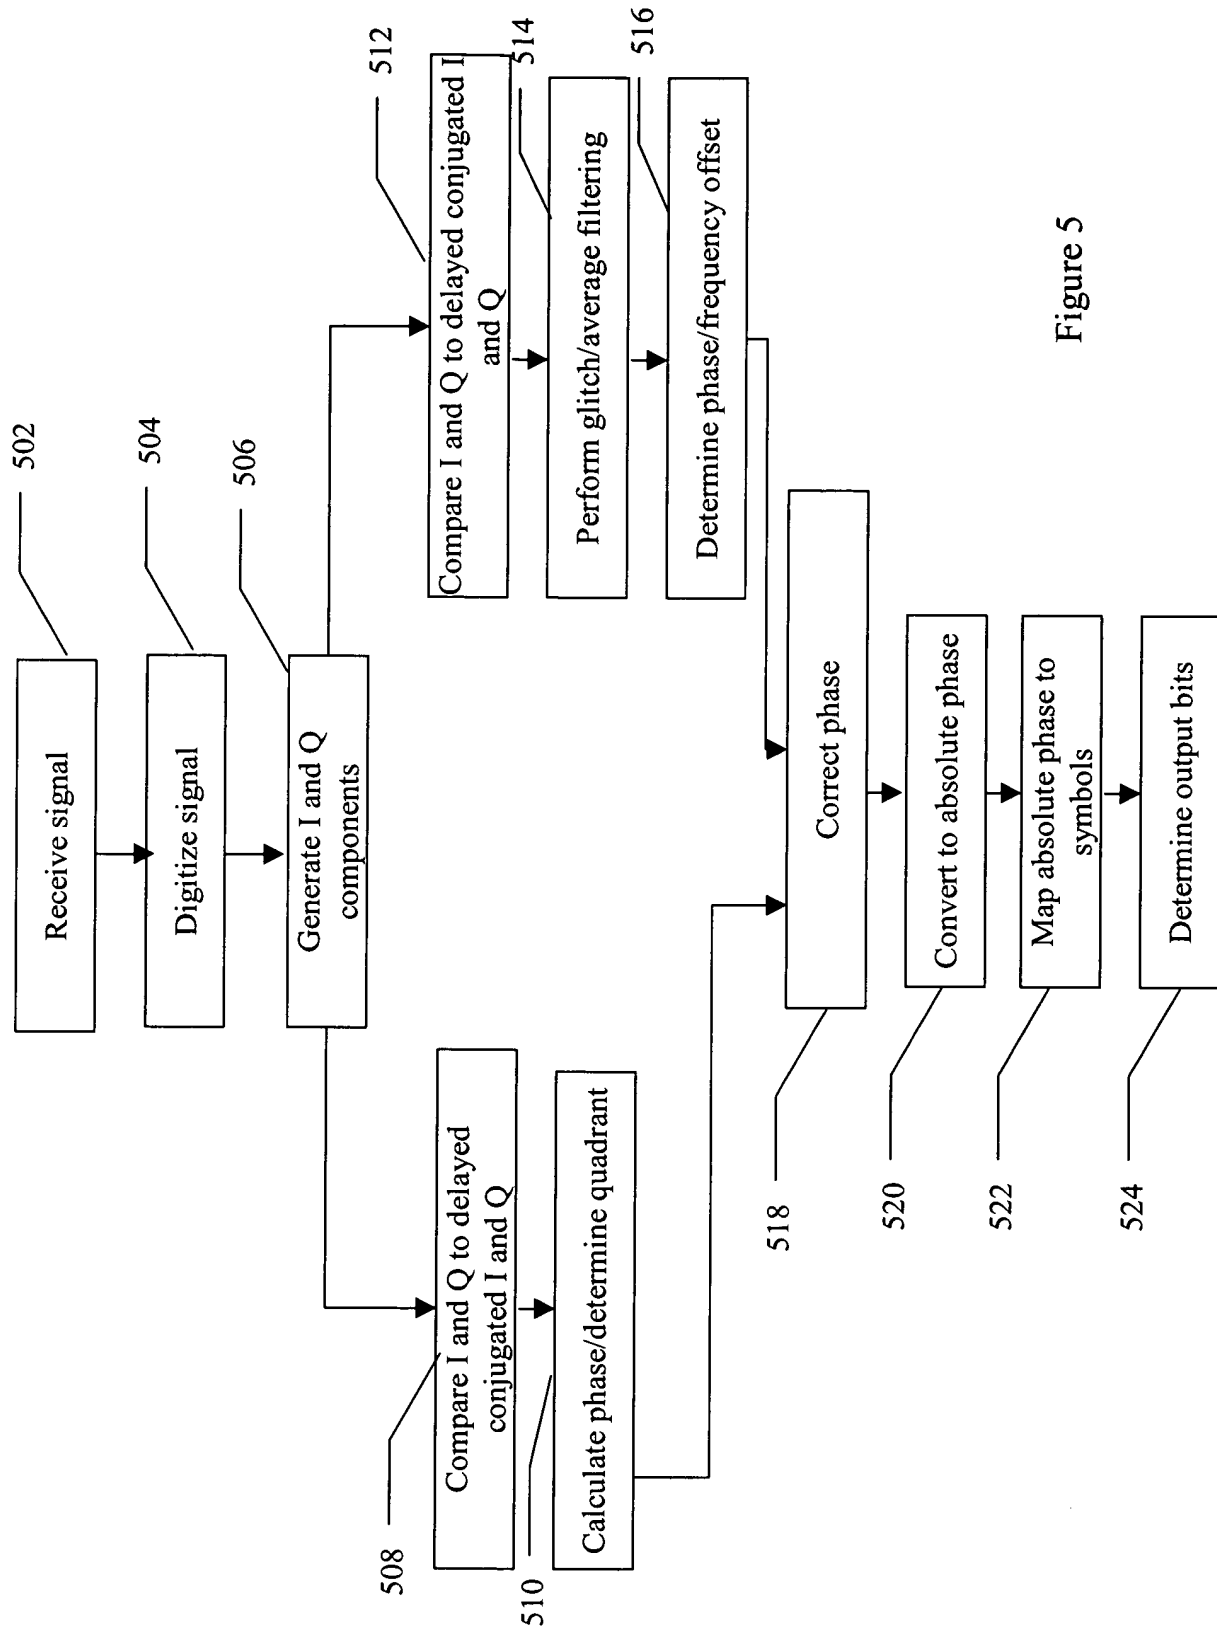 502
Receive signal
504
Digitize signal
506
Generate I and Q
components
508
Compare I and Q to delayed
conjugated I and Q
510
Calculate phase/determine quadrant
512
Compare I and Q to delayed conjugated I
and Q
514
Perform glitch/average filtering
516
Determine phase/frequency offset
518
Correct phase
520
Convert to absolute phase
522
Map absolute phase to
symbols
524
Determine output bits
Figure 5